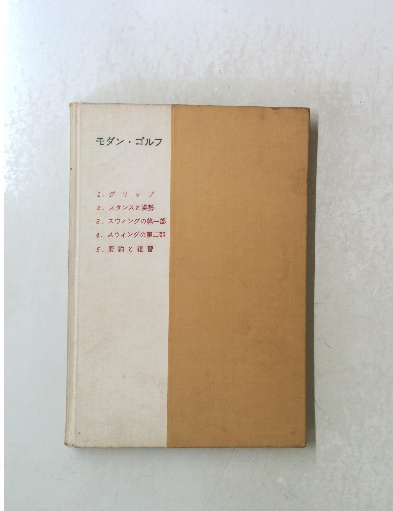 モダン・ゴルフ
1. グリップ
2. スタンスと姿勢
3. スウィングの第一部
4. スウィングの第二部
5. 要約と復習